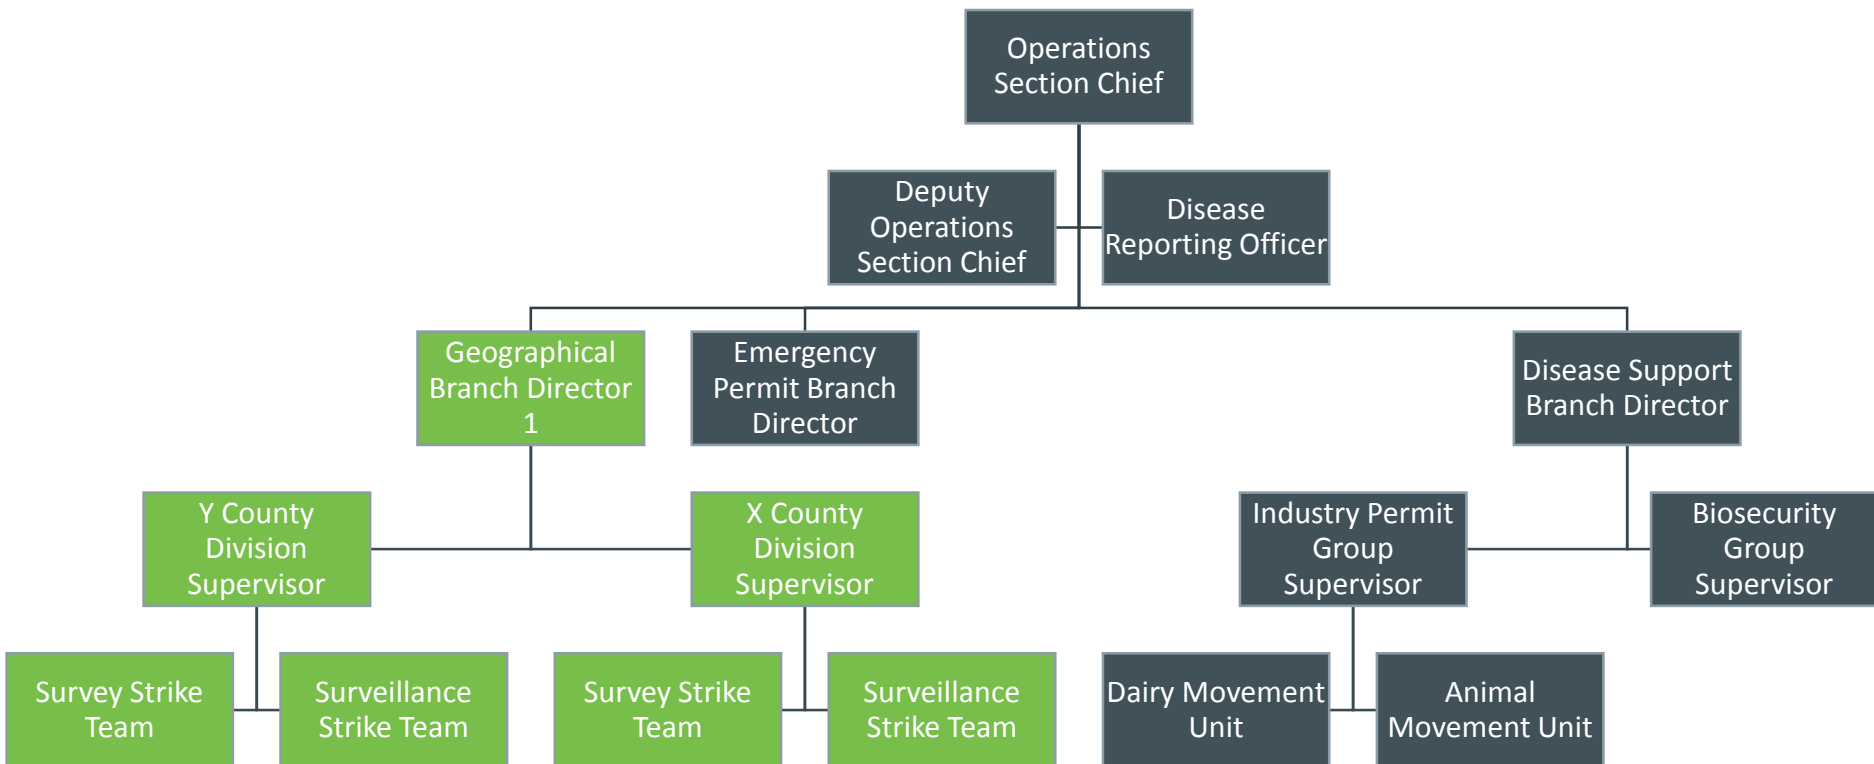 Operations
Section Chief
Deputy
Operations
Section Chief
Disease
Reporting Officer
Geographical
Branch Director
1
Emergency
Permit Branch
Director
Disease Support
Branch Director
Y County
Division
Supervisor
X County
Division
Supervisor
Industry Permit
Group
Supervisor
Biosecurity
Group
Supervisor
Survey Strike
Team
Surveillance
Strike Team
Survey Strike
Team
Surveillance
Strike Team
Dairy Movement
Unit
Animal
Movement Unit